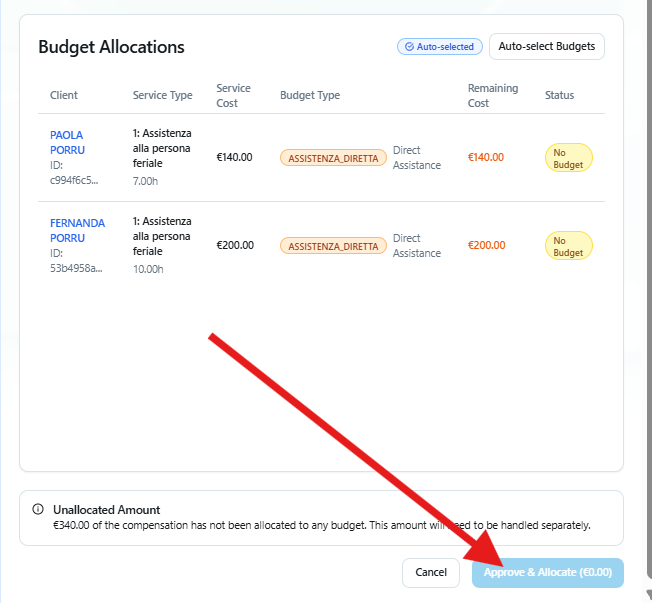 Budget Allocations
Auto-selected
Auto-select Budgets
Client
Service Type
Service
Cost
Budget Type
Remaining
Cost
Status
PAOLA
PORRU
ID:
c994f6c5...
1: Assistenza
alla persona
feriale
7.00h
€140.00
ASSISTENZA_DIRETTA
Direct
Assistance
€140.00
No
Budget
FERNANDA
PORRU
ID:
53b4958a...
1: Assistenza
alla persona
feriale
10.00h
€200.00
ASSISTENZA_DIRETTA
Direct
Assistance
€200.00
No
Budget
Unallocated Amount
€340.00 of the compensation has not been allocated to any budget. This amount will need to be handled separately.
Cancel
Approve & Allocate (€0.00)